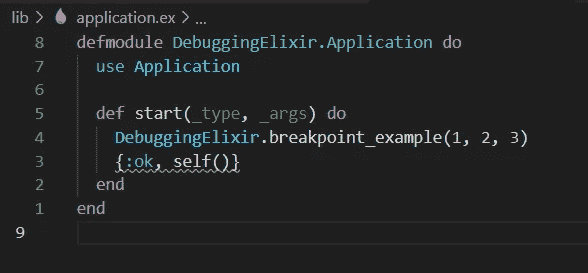 lib > application.ex > ...
8 defmodule DebuggingElixir.Application do
7   use Application
6
5   def start(_type, _args) do
4     DebuggingElixir.breakpoint_example(1, 2, 3)
3     {:ok, self()}
2   end
1 end
9